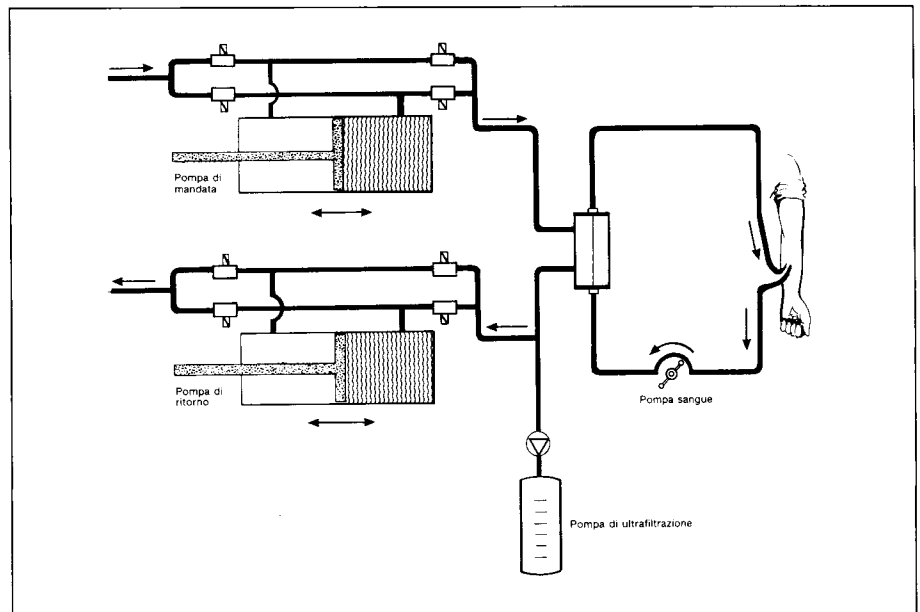 Pompa di
mandata
Pompa di
ritorno
Pompa sangue
Pompa di ultrafiltrazione